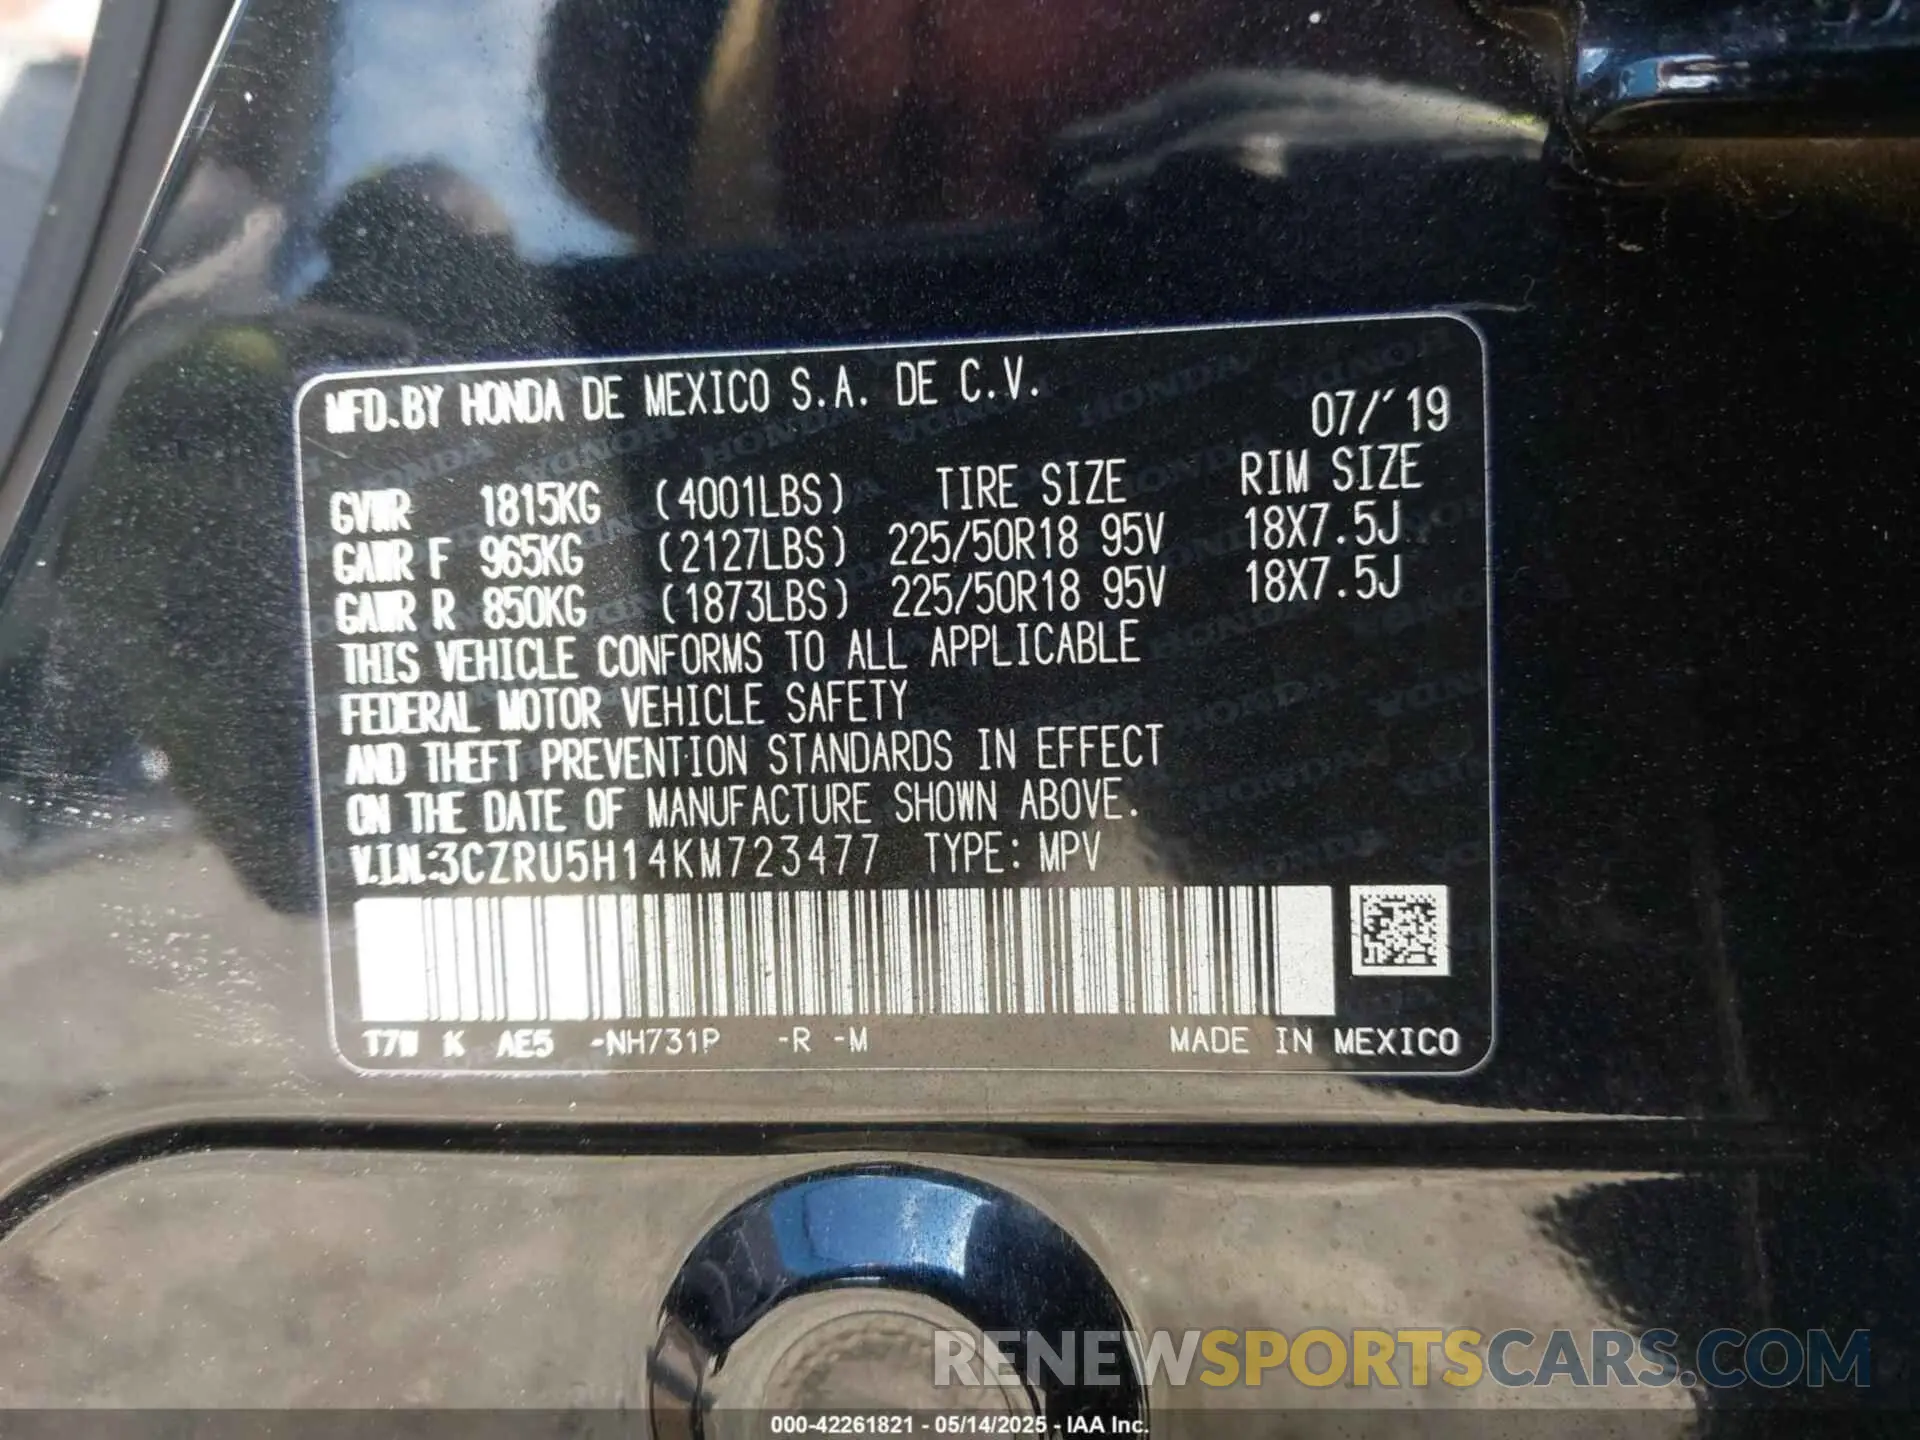 MFD.BY HONDA DE MEXICO S.A. DE C.V.
07/'19
GVWR 1815KG (4001LBS) TIRE SIZE RIM SIZE
GAWR F 965KG (2127LBS) 225/50R18 95V 18X7.5J
GAWR R 850KG (1873LBS) 225/50R18 95V 18X7.5J
THIS VEHICLE CONFORMS TO ALL APPLICABLE
FEDERAL MOTOR VEHICLE SAFETY
AND THEFT PREVENTION STANDARDS IN EFFECT
ON THE DATE OF MANUFACTURE SHOWN ABOVE.
V.I.N.:3CZRU5H14KM723477 TYPE: MPV
T7W K AE5 -NH731P -R -M MADE IN MEXICO
RENEWSPORTSCARS.COM
000-42261821 - 05/14/2025 - IAA Inc.